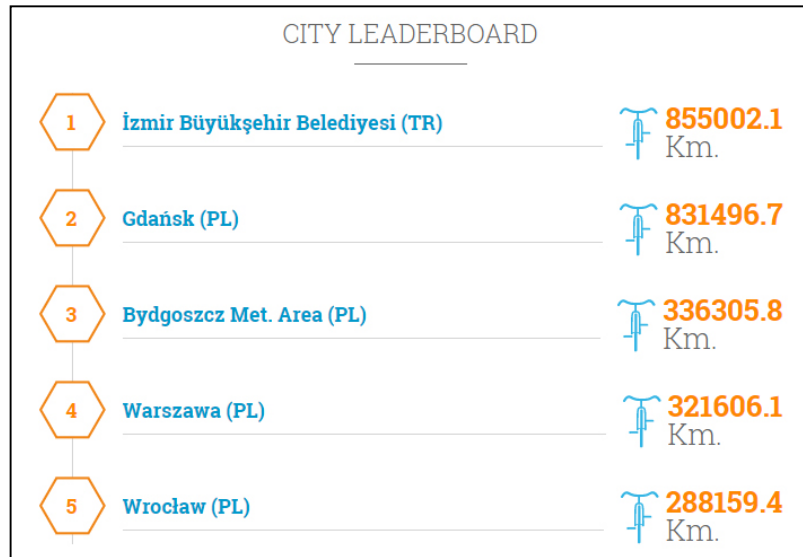 CITY LEADERBOARD
1 İzmir Büyükşehir Belediyesi (TR) 855002.1 Km.
2 Gdańsk (PL) 831496.7 Km.
3 Bydgoszcz Met. Area (PL) 336305.8 Km.
4 Warszawa (PL) 321606.1 Km.
5 Wrocław (PL) 288159.4 Km.